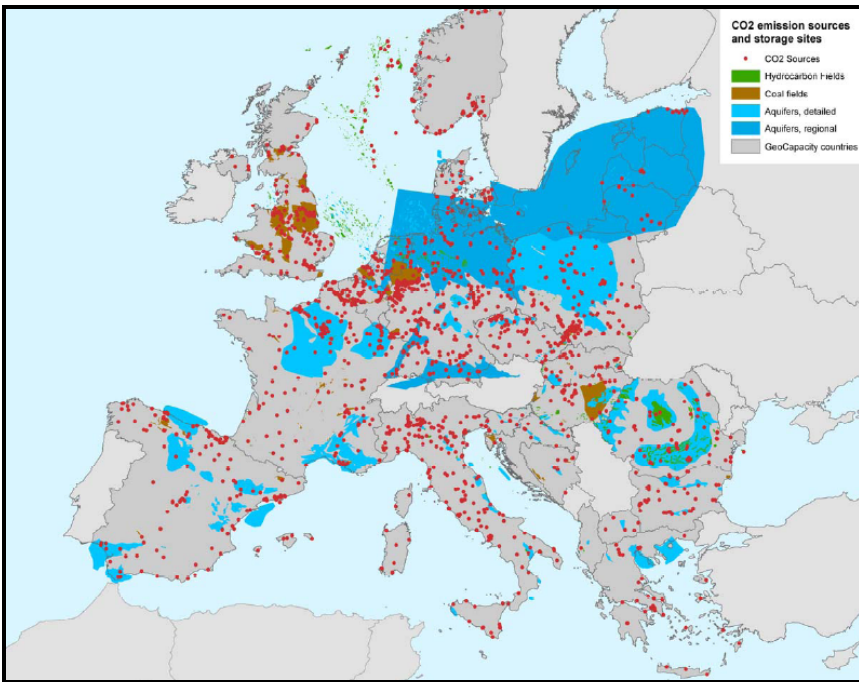 CO2 emission sources
and storage sites
CO2 Sources
Hydrocarbon Fields
Coal fields
Aquifers, detailed
Aquifers, regional
GeoCapacity countries